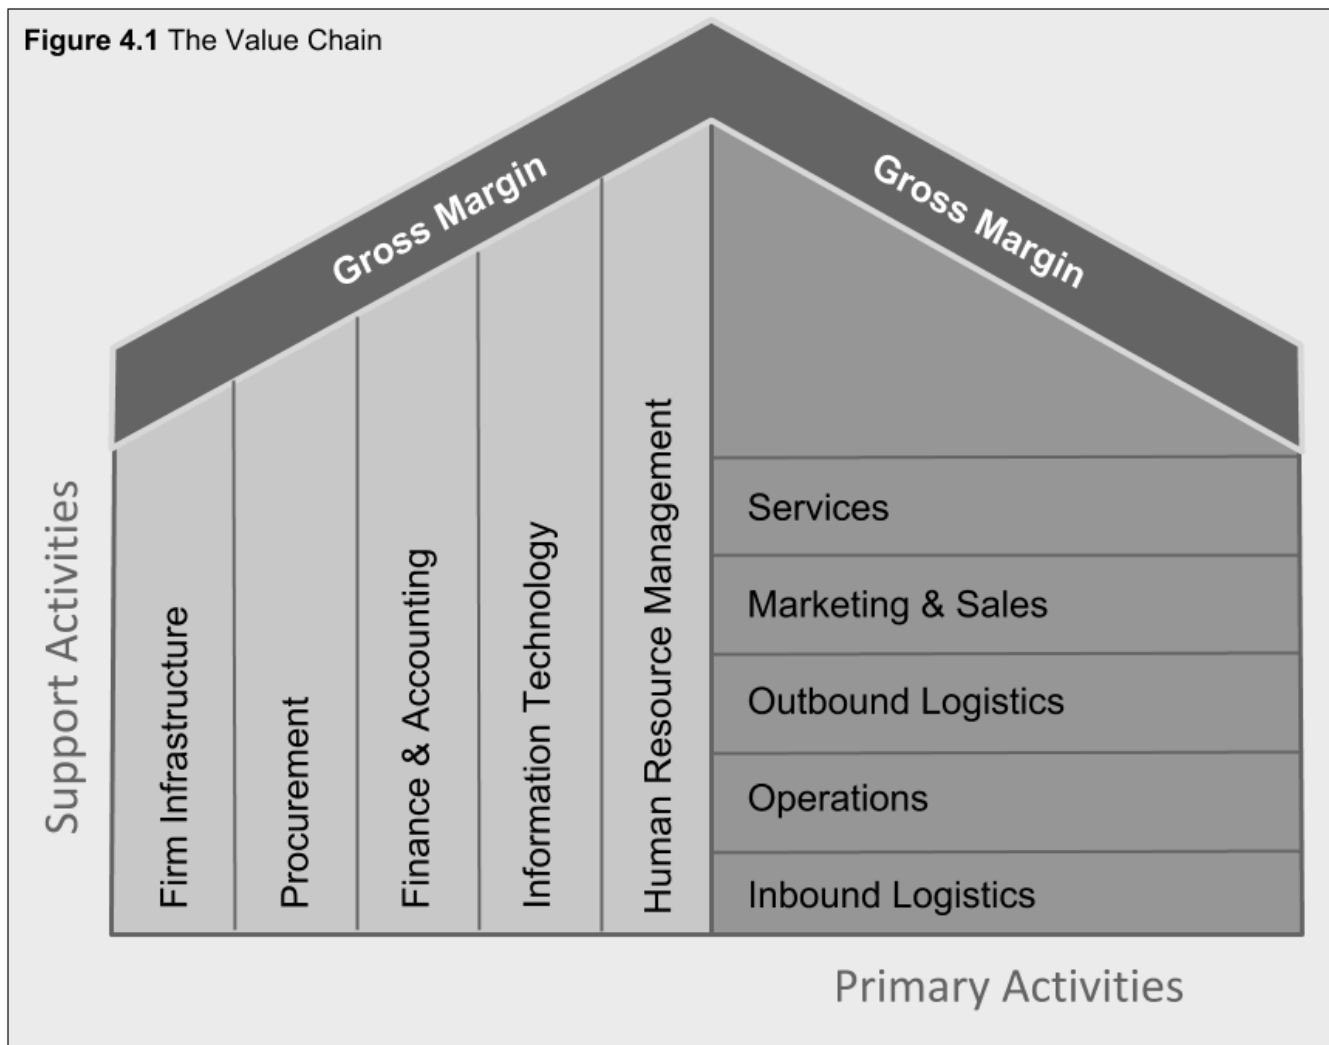 Figure 4.1 The Value Chain
Gross Margin
Gross Margin
Support Activities
Firm Infrastructure
Procurement
Finance & Accounting
Information Technology
Human Resource Management
Services
Marketing & Sales
Outbound Logistics
Operations
Inbound Logistics
Primary Activities